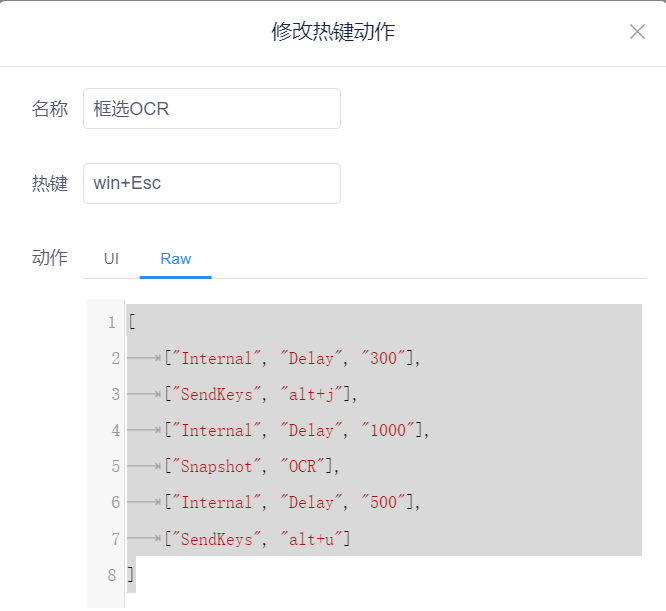 修改热键动作
名称 框选OCR
热键 win+Esc
动作 UI Raw
1 [
2 ["Internal", "Delay", "300"],
3 ["SendKeys", "alt+j"],
4 ["Internal", "Delay", "1000"],
5 ["Snapshot", "OCR"],
6 ["Internal", "Delay", "500"],
7 ["SendKeys", "alt+u"]
8 ]